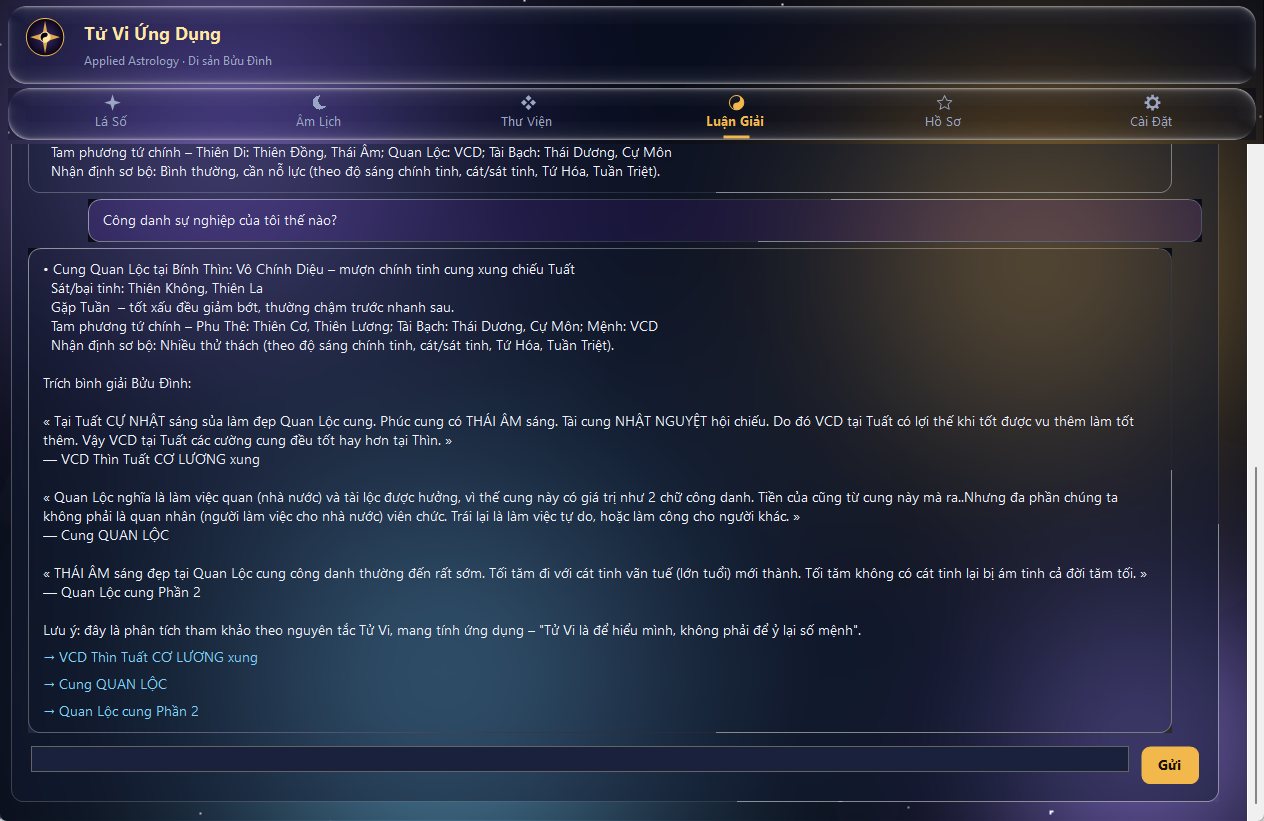 Tử Vi Ứng Dụng
Applied Astrology · Di sản Bửu Đình
Lá Số
Âm Lịch
Thư Viện
Luận Giải
Hồ Sơ
Cài Đặt
Tam phương tứ chính – Thiên Di: Thiên Đồng, Thái Âm; Quan Lộc: VCD; Tài Bạch: Thái Dương, Cự Môn
Nhận định sơ bộ: Bình thường, cần nỗ lực (theo độ sáng chính tinh, cát/sát tinh, Tứ Hóa, Tuần Triệt).
Công danh sự nghiệp của tôi thế nào?
• Cung Quan Lộc tại Bính Thìn: Vô Chính Diệu – mượn chính tinh cung xung chiếu Tuất
Sát/bại tinh: Thiên Không, Thiên La
Gặp Tuần – tốt xấu đều giảm bớt, thường chậm trước nhanh sau.
Tam phương tứ chính – Phu Thê: Thiên Cơ, Thiên Lương; Tài Bạch: Thái Dương, Cự Môn; Mệnh: VCD
Nhận định sơ bộ: Nhiều thử thách (theo độ sáng chính tinh, cát/sát tinh, Tứ Hóa, Tuần Triệt).
Trích bình giải Bửu Đình:
« Tại Tuất CỰ NHẬT sáng sủa làm đẹp Quan Lộc cung. Phúc cung có THÁI ÂM sáng. Tài cung NHẬT NGUYỆT hội chiếu. Do đó VCD tại Tuất có lợi thế khi tốt được vu thêm làm tốt
thêm. Vậy VCD tại Tuất các cường cung đều tốt hay hơn tại Thìn. »
— VCD Thìn Tuất CƠ LƯƠNG xung
« Quan Lộc nghĩa là làm việc quan (nhà nước) và tài lộc được hưởng, vì thế cung này có giá trị như 2 chữ công danh. Tiền của cũng từ cung này mà ra..Nhưng đa phần chúng ta
không phải là quan nhân (người làm việc cho nhà nước) viên chức. Trái lại là làm việc tự do, hoặc làm công cho người khác. »
— Cung QUAN LỘC
« THÁI ÂM sáng đẹp tại Quan Lộc cung công danh thường đến rất sớm. Tối tăm đi với cát tinh vãn tuế (lớn tuổi) mới thành. Tối tăm không có cát tinh lại bị ám tinh cả đời tăm tối. »
— Quan Lộc cung Phần 2
Lưu ý: đây là phân tích tham khảo theo nguyên tắc Tử Vi, mang tính ứng dụng – "Tử Vi là để hiểu mình, không phải để ỷ lại số mệnh".
→ VCD Thìn Tuất CƠ LƯƠNG xung
→ Cung QUAN LỘC
→ Quan Lộc cung Phần 2
Gửi